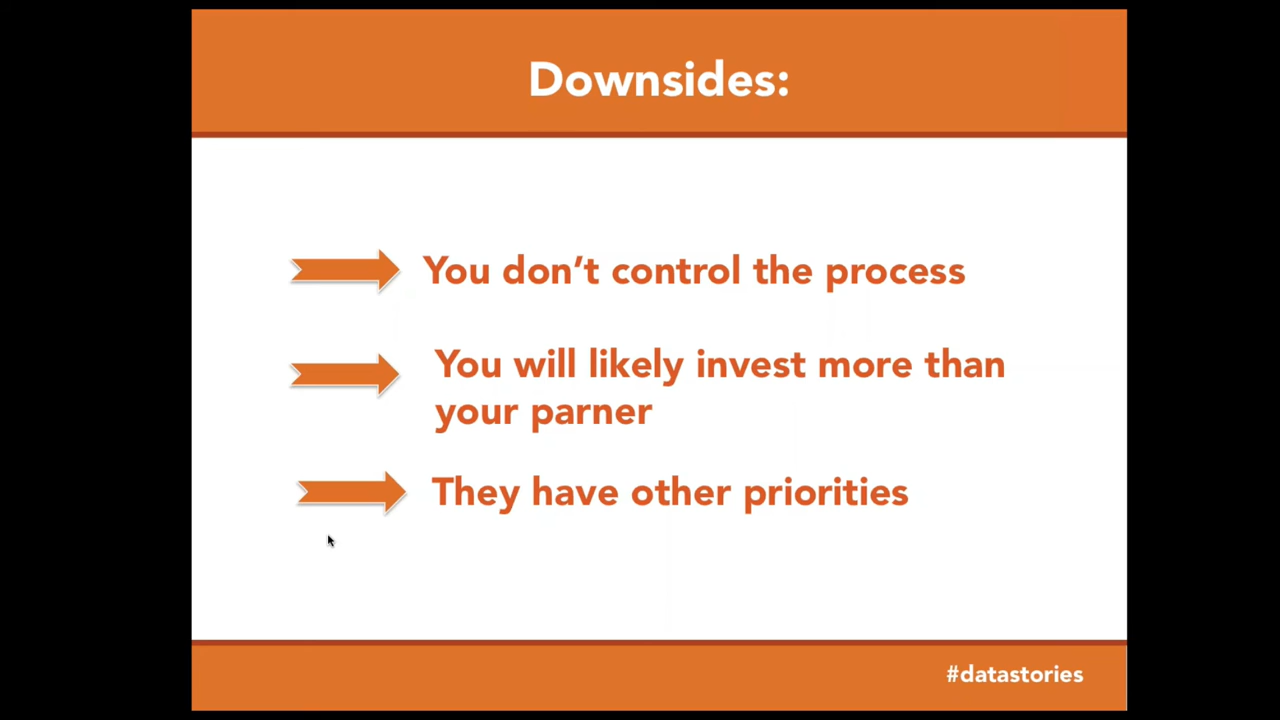 Downsides:
You don’t control the process
You will likely invest more than
your parner
They have other priorities
#datastories